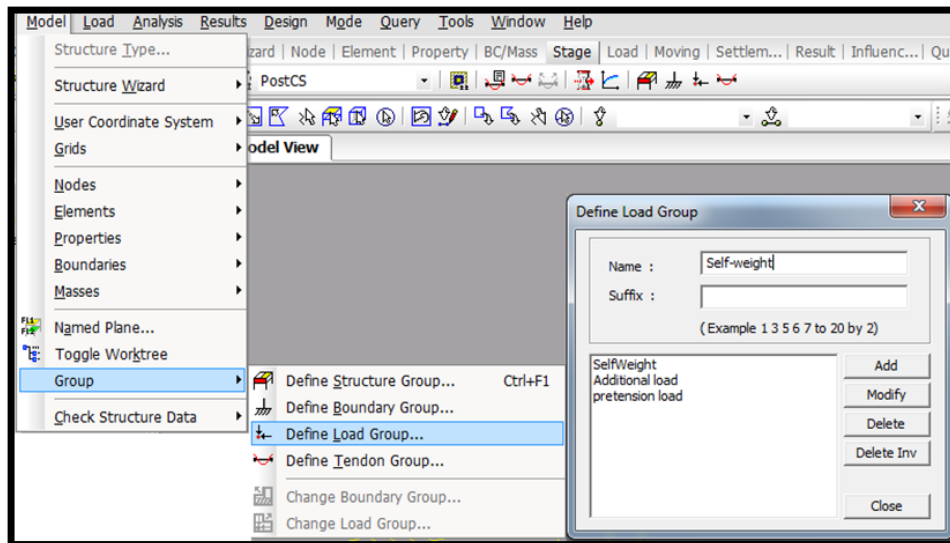 Model Load Analysis Results Design Mode Query Tools Window Help
Structure Type...
izard | Node | Element | Property | BC/Mass Stage Load | Moving | Settlem... | Result | Influenc... | Qu
Structure Wizard
PostCS
User Coordinate System
Grids
odel View
Nodes
Elements
Properties
Boundaries
Masses
Named Plane...
Toggle Worktree
Group
Check Structure Data
Define Structure Group... Ctrl+F1
Define Boundary Group...
Define Load Group...
Define Tendon Group...
Change Boundary Group...
Change Load Group...
Define Load Group
Name :
Self-weight
Suffix :
(Example 1 3 5 6 7 to 20 by 2)
SelfWeight
Additional load
pretension load
Add
Modify
Delete
Delete Inv
Close